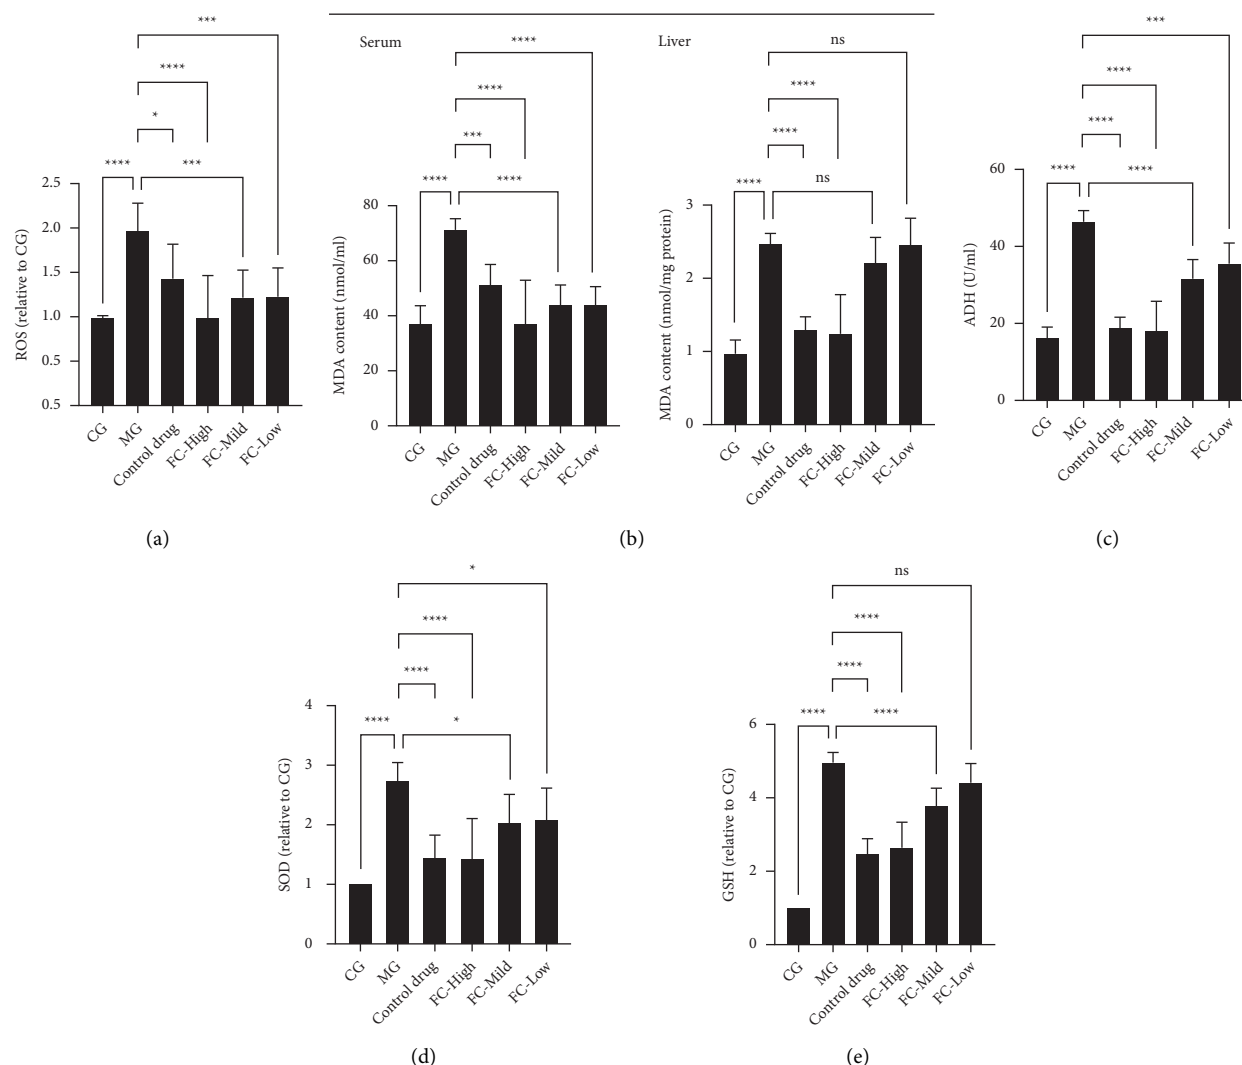 ***
****
*
****
***
2.5
2.0
1.5
1.0
0.5
ROS (relative to CG)
CG
MG
Control drug
FC-High
FC-Mild
FC-Low
(a)
Serum
****
****
***
****
****
80
60
40
20
0
MDA content (nmol/ml)
CG
MG
Control drug
FC-High
FC-Mild
FC-Low
Liver
ns
****
****
****
ns
3
2
1
0
MDA content (nmol/mg protein)
CG
MG
Control drug
FC-High
FC-Mild
FC-Low
(b)
***
****
****
****
****
60
40
20
0
ADH (U/ml)
CG
MG
Control drug
FC-High
FC-Mild
FC-Low
(c)
*
****
****
****
*
4
3
2
1
0
SOD (relative to CG)
CG
MG
Control drug
FC-High
FC-Mild
FC-Low
(d)
ns
****
****
****
****
6
4
2
0
GSH (relative to CG)
CG
MG
Control drug
FC-High
FC-Mild
FC-Low
(e)